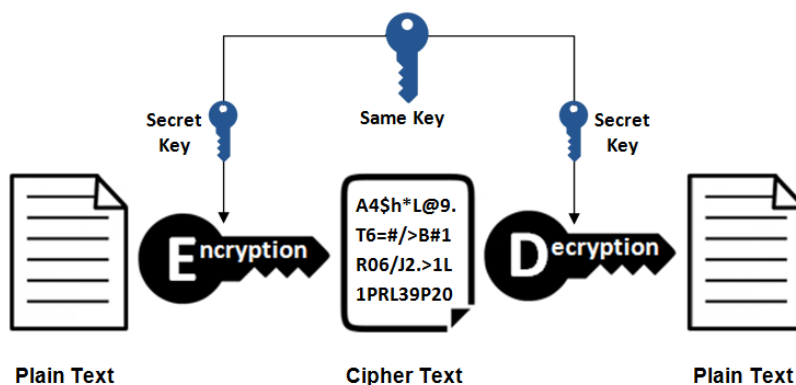 Secret
Key
Same Key
Secret
Key
Encryption
A4$h*L@9.
T6=#/>B#1
R06/J2.>1L
1PRL39P20
Decryption
Plain Text
Cipher Text
Plain Text